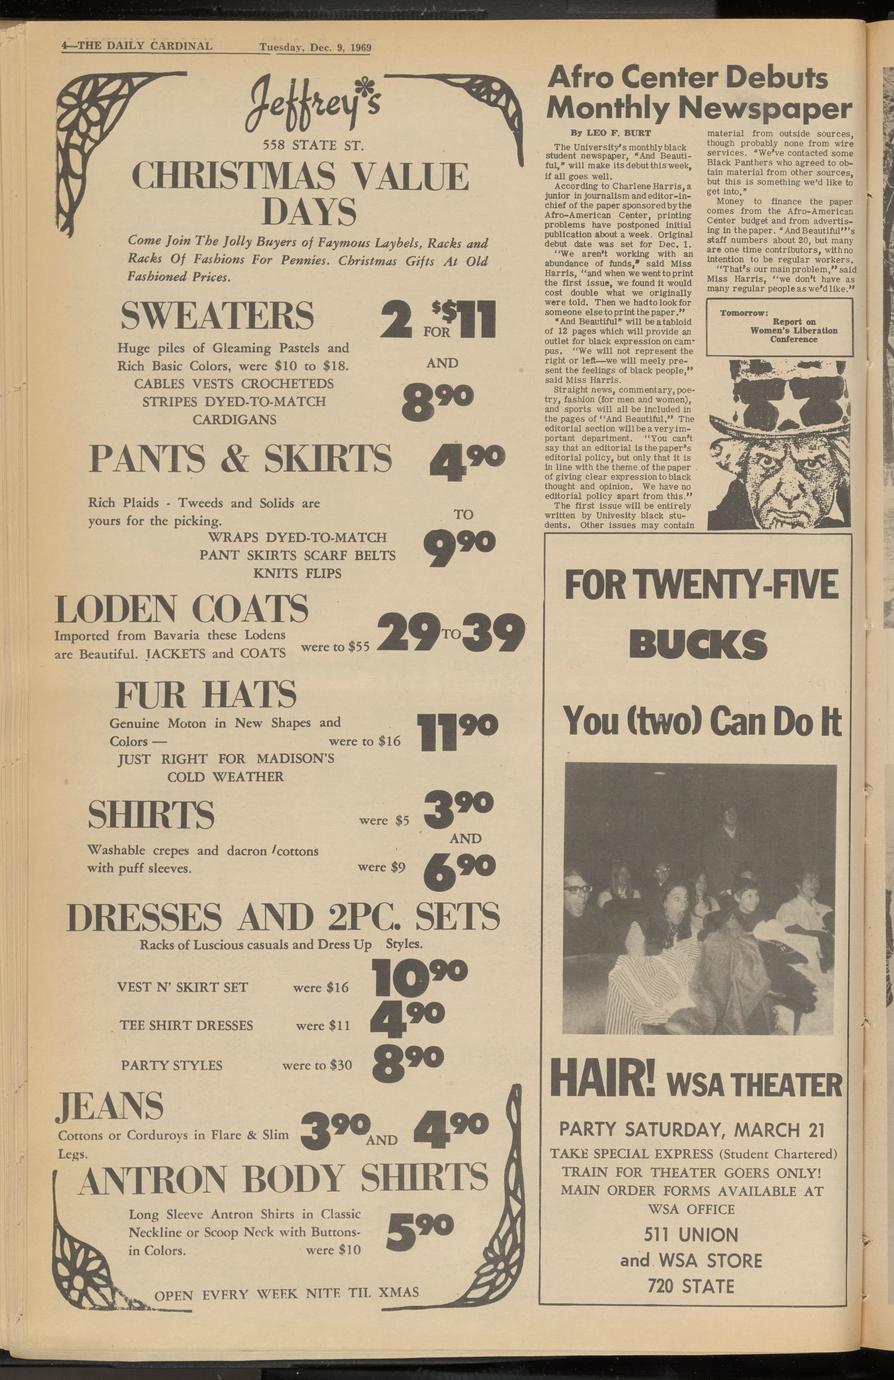 4—THE DAILY CARDINAL Tuesday, Dec. 9, 1969
Jeffrey's
558 STATE ST.
CHRISTMAS VALUE
DAYS
Come Join The Jolly Buyers of Faymous Laybels, Racks and
Racks Of Fashions For Pennies. Christmas Gifts At Old
Fashioned Prices.
SWEATERS 2 FOR $$11
Huge piles of Gleaming Pastels and
Rich Basic Colors, were $10 to $18.
AND
CABLES VESTS CROCHETEDS
STRIPES DYED-TO-MATCH
CARDIGANS
890
PANTS & SKIRTS 490
Rich Plaids - Tweeds and Solids are
yours for the picking.
TO
WRAPS DYED-TO-MATCH
PANT SKIRTS SCARF BELTS
KNITS FLIPS
990
LODEN COATS
Imported from Bavaria these Lodens
are Beautiful. JACKETS and COATS were to $55 29 TO 39
FUR HATS
Genuine Moton in New Shapes and
Colors — were to $16 1190
JUST RIGHT FOR MADISON'S
COLD WEATHER
SHIRTS were $5 390
AND
Washable crepes and dacron /cottons
with puff sleeves. were $9 690
DRESSES AND 2PC. SETS
Racks of Luscious casuals and Dress Up Styles.
VEST N' SKIRT SET were $16 1090
TEE SHIRT DRESSES were $11 490
PARTY STYLES were to $30 890
JEANS
Cottons or Corduroys in Flare & Slim
Legs.
390 AND 490
ANTRON BODY SHIRTS
Long Sleeve Antron Shirts in Classic
Neckline or Scoop Neck with Buttons-
in Colors. were $10
590
OPEN EVERY WEEK NITE TIL XMAS
Afro Center Debuts
Monthly Newspaper
By LEO F. BURT
The University's monthly black
student newspaper, "And Beauti-
ful," will make its debut this week,
if all goes well.
According to Charlene Harris, a
junior in journalism and editor-in-
chief of the paper sponsored by the
Afro-American Center, printing
problems have postponed initial
publication about a week. Original
debut date was set for Dec. 1.
"We aren't working with an
abundance of funds," said Miss
Harris, "and when we went to print
the first issue, we found it would
cost double what we originally
were told. Then we had to look for
someone else to print the paper."
"And Beautiful" will be a tabloid
of 12 pages which will provide an
outlet for black expression on cam-
pus. "We will not represent the
right or left—we will meely pre-
sent the feelings of black people,"
said Miss Harris.
Straight news, commentary, poe-
try, fashion (for men and women),
and sports will all be included in
the pages of "And Beautiful." The
editorial section will be a very im-
portant department. "You can't
say that an editorial is the paper's
editorial policy, but only that it is
in line with the theme of the paper
of giving clear expression to black
thought and opinion. We have no
editorial policy apart from this."
The first issue will be entirely
written by Univesity black stu-
dents. Other issues may contain
material from outside sources,
though probably none from wire
services. "We've contacted some
Black Panthers who agreed to ob-
tain material from other sources,
but this is something we'd like to
get into."
Money to finance the paper
comes from the Afro-American
Center budget and from advertis-
ing in the paper. "And Beautiful"'s
staff numbers about 20, but many
are one time contributors, with no
intention to be regular workers.
"That's our main problem," said
Miss Harris, "we don't have as
many regular people as we'd like."
Tomorrow:
Report on
Women's Liberation
Conference
FOR TWENTY-FIVE
BUCKS
You (two) Can Do It
HAIR! WSA THEATER
PARTY SATURDAY, MARCH 21
TAKE SPECIAL EXPRESS (Student Chartered)
TRAIN FOR THEATER GOERS ONLY!
MAIN ORDER FORMS AVAILABLE AT
WSA OFFICE
511 UNION
and WSA STORE
720 STATE